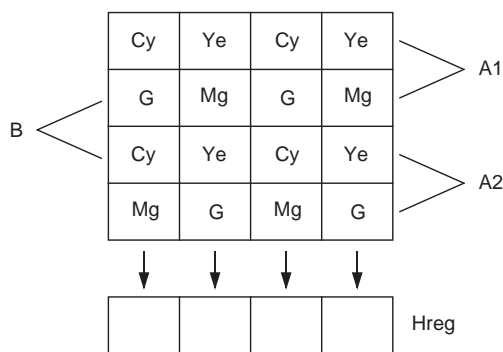 Cy Ye Cy Ye
A1
G Mg G Mg
B
Cy Ye Cy Ye
A2
Mg G Mg G
Hreg